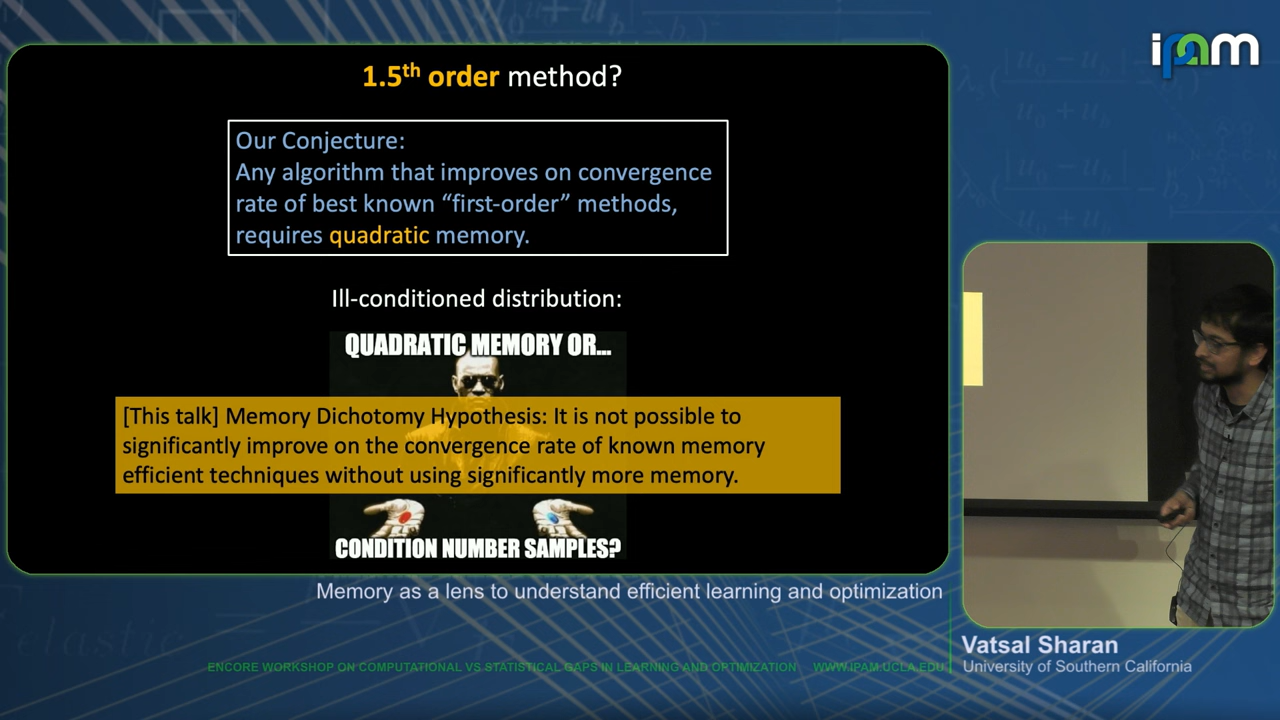 1.5th order method?
Our Conjecture:
Any algorithm that improves on convergence
rate of best known “first-order” methods,
requires quadratic memory.
Ill-conditioned distribution:
QUADRATIC MEMORY OR...
[This talk] Memory Dichotomy Hypothesis: It is not possible to
significantly improve on the convergence rate of known memory
efficient techniques without using significantly more memory.
CONDITION NUMBER SAMPLES?
ipam
Memory as a lens to understand efficient learning and optimization
Vatsal Sharan
University of Southern California
ENCORE WORKSHOP ON COMPUTATIONAL VS STATISTICAL GAPS IN LEARNING AND OPTIMIZATION WWW.IPAM.UCLA.EDU
elastic